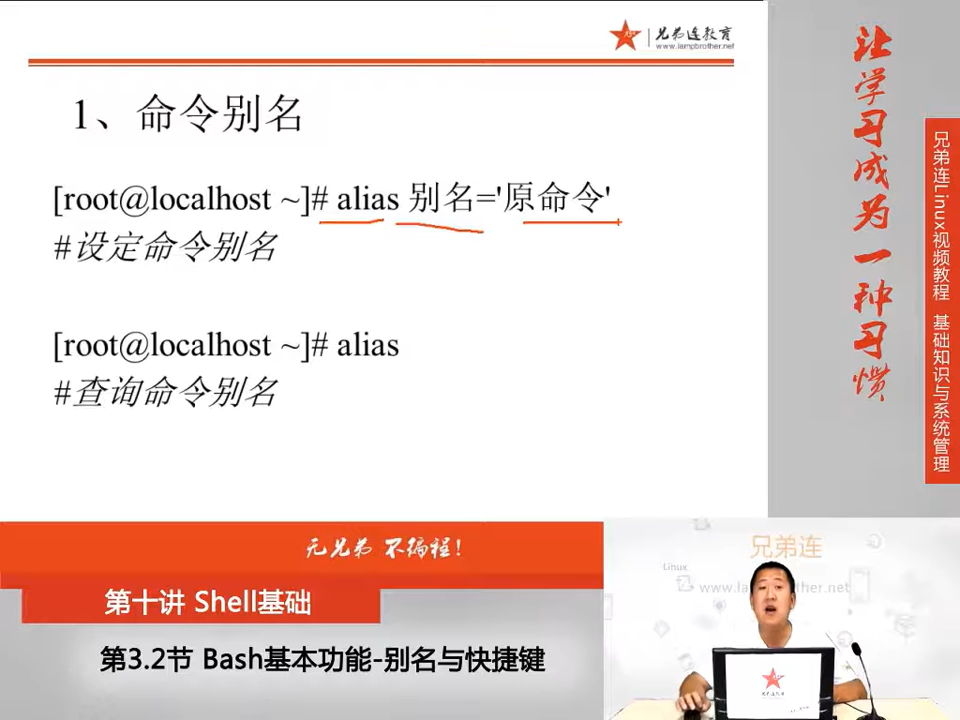 兄弟连教育
www.lampbrother.net
1、命令别名
[root@localhost ~]# alias 别名='原命令'
#设定命令别名
[root@localhost ~]# alias
#查询命令别名
让学习成为一种习惯
兄弟连Linux视频教程 基础知识与系统管理
无兄弟 不编程!
第十讲 Shell基础
第3.2节 Bash基本功能-别名与快捷键
兄弟连
Linux